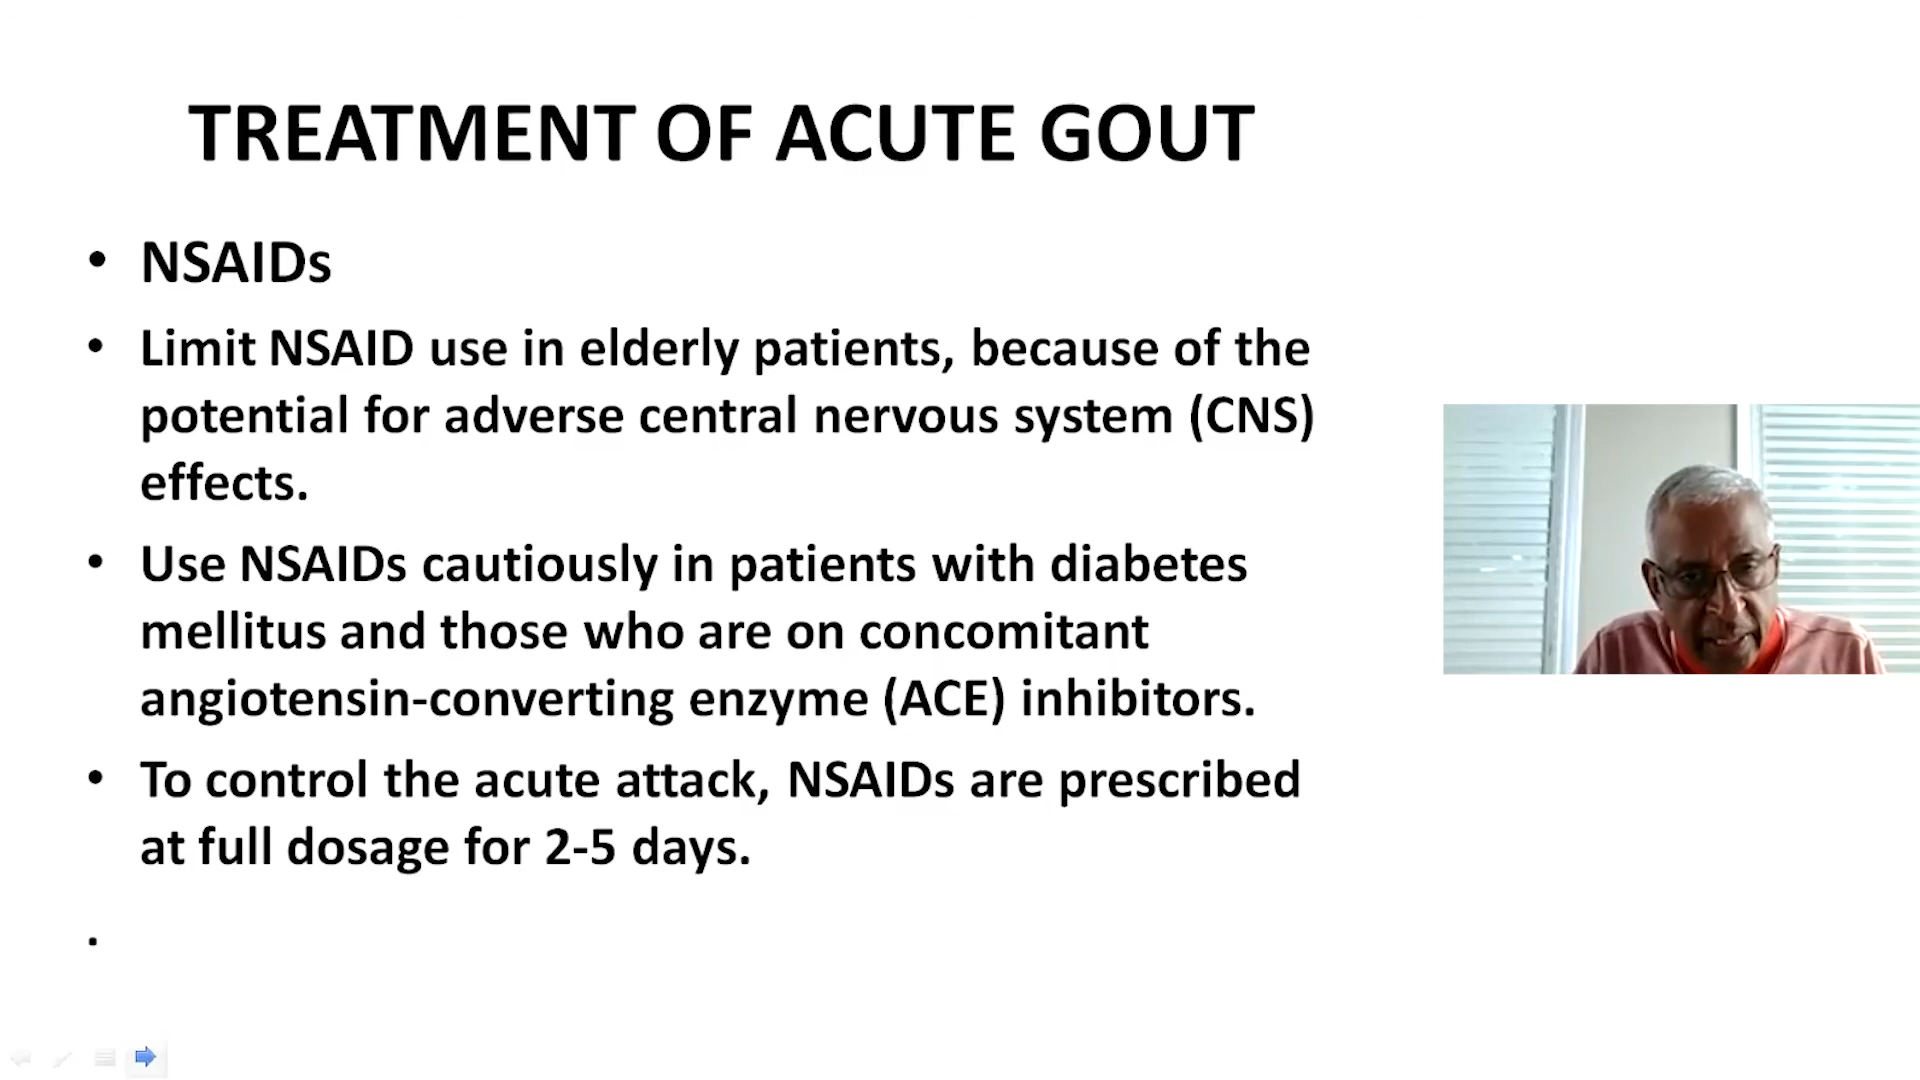 TREATMENT OF ACUTE GOUT
• NSAIDs
• Limit NSAID use in elderly patients, because of the
potential for adverse central nervous system (CNS)
effects.
• Use NSAIDs cautiously in patients with diabetes
mellitus and those who are on concomitant
angiotensin-converting enzyme (ACE) inhibitors.
• To control the acute attack, NSAIDs are prescribed
at full dosage for 2-5 days.
.